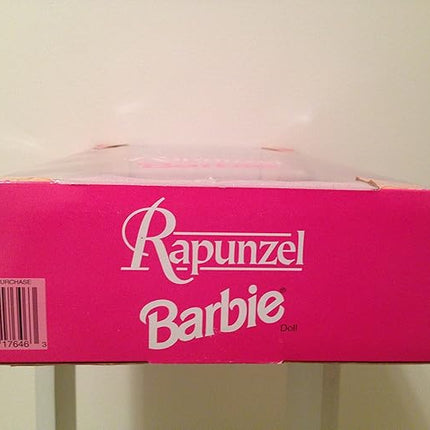 Rapunzel
Barbie®
Doll
URCHASE
17646 3